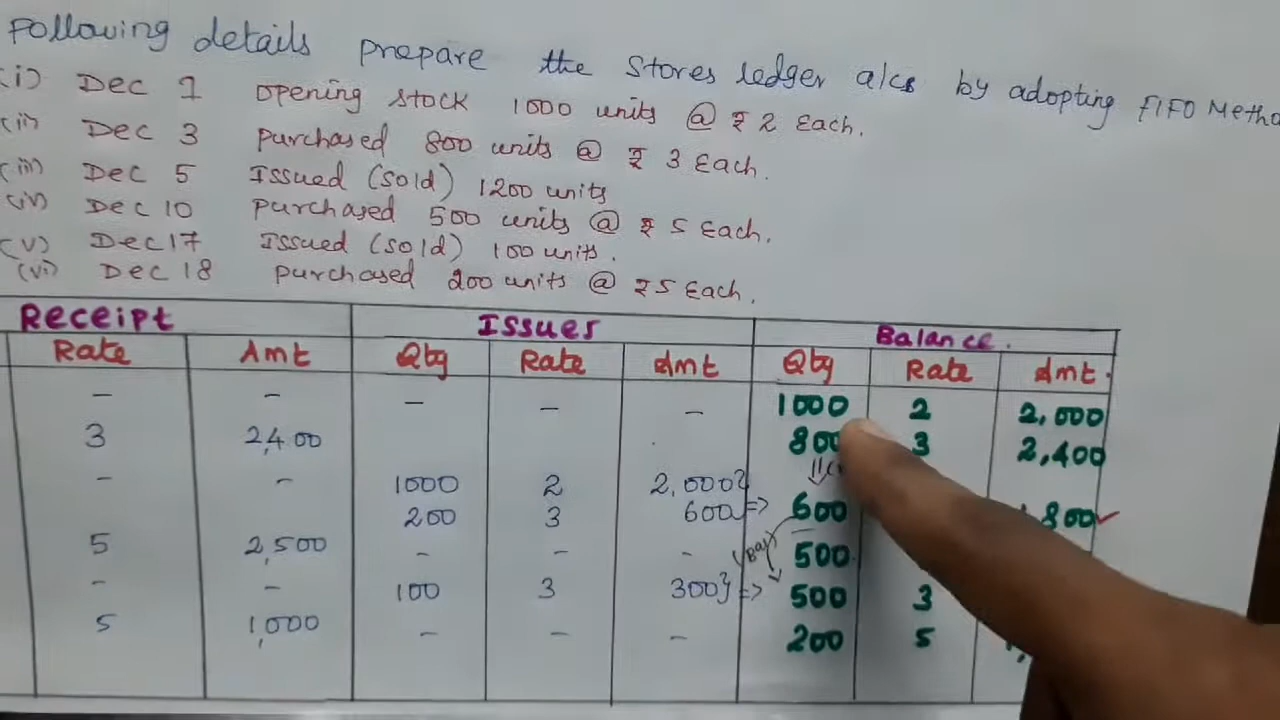 Following details prepare the Stores ledger a/cs by adopting FIFO
(i) Dec 1 opening stock 1000 units @ ₹ 2 Each.
(ii) Dec 3 purchased 800 units @ ₹ 3 Each.
(iii) Dec 5 Issued (sold) 1200 units
(iv) Dec 10 purchased 500 units @ ₹ 5 Each.
(v) Dec 17 Issued (sold) 100 units.
(vi) Dec 18 purchased 200 units @ ₹5 Each.
Receipt Issues Balance.
Rate Amt Qty Rate Amt Qty Rate Amt.
- - - - - 1000 2 2,000
3 2,400 800 3 2,400
- - 1000 2 2,000}
200 3 600} => 600 800✓
5 2,500 - - - 500
- - 100 3 300} => 500 3
5 1,000 - - - 200 5